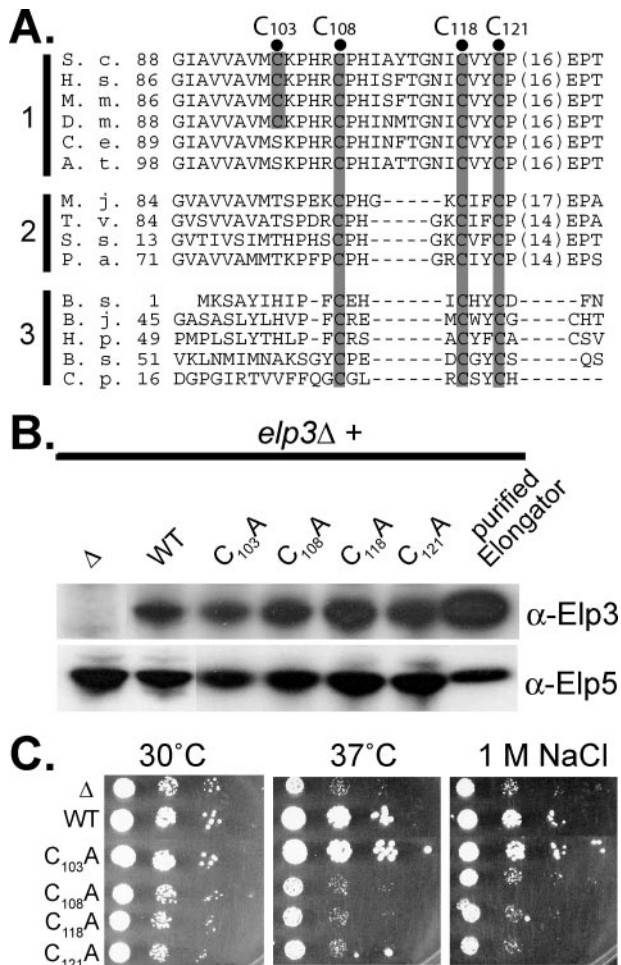 A.
C103 C108 C118 C121
1
S. c. 88 GIAVVAVMCKPHRCPHIAYTGNICVYCP(16)EPT
H. s. 86 GIAVVAVMCKPHRCPHISFTGNICVYCP(16)EPT
M. m. 86 GIAVVAVMCKPHRCPHISFTGNICVYCP(16)EPT
D. m. 88 GIAVVAVMCKPHRCPHINMTGNICVYCP(16)EPT
C. e. 89 GIAVVAVMSKPHRCPHINFTGNICVYCP(16)EPT
A. t. 98 GIAVVAVMSKPHRCPHIATTGNICVYCP(16)EPT
2
M. j. 84 GVAVVAVMTSPEKCPHG-----KCIFCP(17)EPA
T. v. 84 GVSVVAVATSPDRCPH------GKCVFCP(14)EPA
S. s. 13 GVTIVSIMTHPHSCPH------GKCVFCP(14)EPT
P. a. 71 GVAVVAMMTKPFPCPH------GRCIYCP(14)EPS
3
B. s. 1 MKSAYIHIP-FCEH------ICHYCD-----FN
B. j. 45 GASASLYLHVP-FCRE------MCWYCG----CHT
H. p. 49 PMPLSLYTHLP-FCRS------ACYFCA----CSV
B. s. 51 VKLNMIMNAKSGYCPE------DCGYCS-----QS
C. p. 16 DGPGIRTVVFFQGCGL------RCSYCH-------
B.
elp3Δ +
Δ WT C103A C108A C118A C121A purified Elongator
α-Elp3
α-Elp5
C.
30°C 37°C 1 M NaCl
Δ
WT
C103A
C108A
C118A
C121A